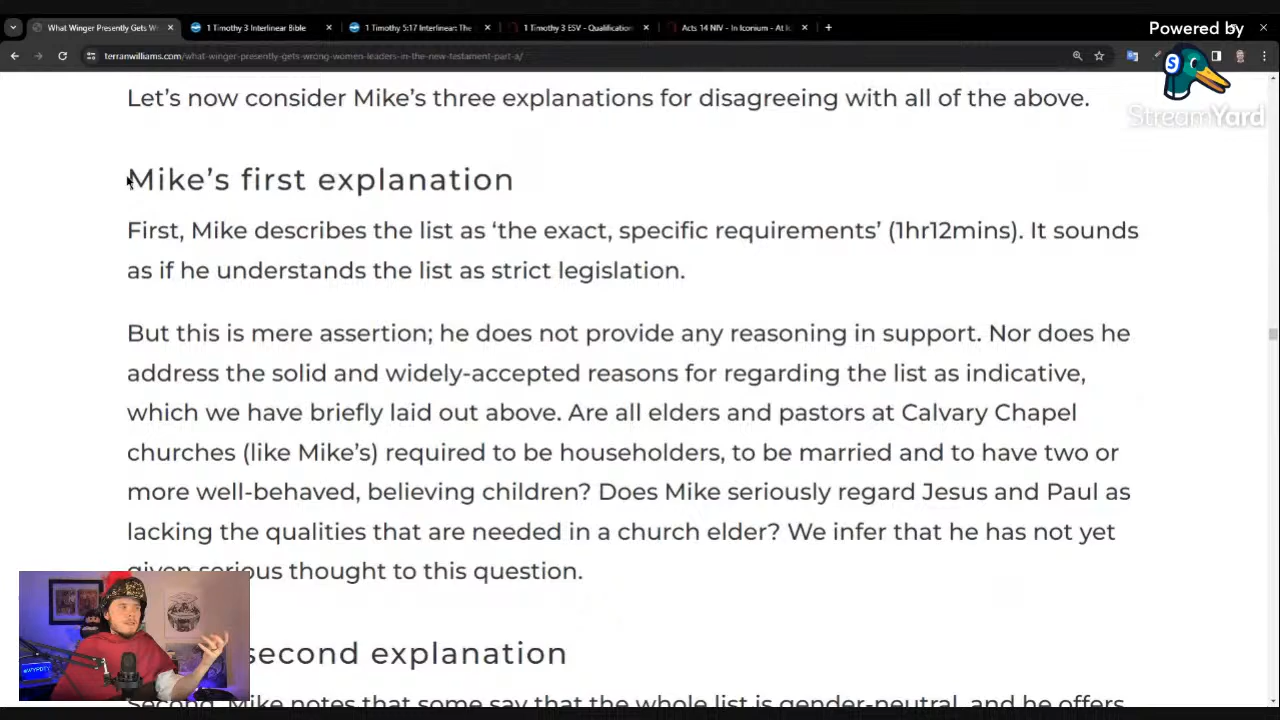 What Winger Presently Gets W
1 Timothy 3 Interlinear Bible
1 Timothy 5:17 Interlinear: The
1 Timothy 3 ESV - Qualification
Acts 14 NIV - In Iconium - At Ic
Powered by
StreamYard
terranwilliams.com/what-winger-presently-gets-wrong-women-leaders-in-the-new-testament-part-a/
Let’s now consider Mike’s three explanations for disagreeing with all of the above.
Mike’s first explanation
First, Mike describes the list as ‘the exact, specific requirements’ (1hr12mins). It sounds
as if he understands the list as strict legislation.
But this is mere assertion; he does not provide any reasoning in support. Nor does he
address the solid and widely-accepted reasons for regarding the list as indicative,
which we have briefly laid out above. Are all elders and pastors at Calvary Chapel
churches (like Mike’s) required to be householders, to be married and to have two or
more well-behaved, believing children? Does Mike seriously regard Jesus and Paul as
lacking the qualities that are needed in a church elder? We infer that he has not yet
given serious thought to this question.
second explanation
Second, Mike notes that some say that the whole list is gender-neutral, and he offers